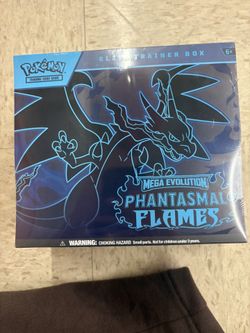 Pokémon
TRADING CARD GAME
ELITE TRAINER BOX
6+
MEGA EVOLUTION
PHANTASMAL
FLAMES
WARNING: CHOKING HAZARD. Small parts. Not for children under 3 years.